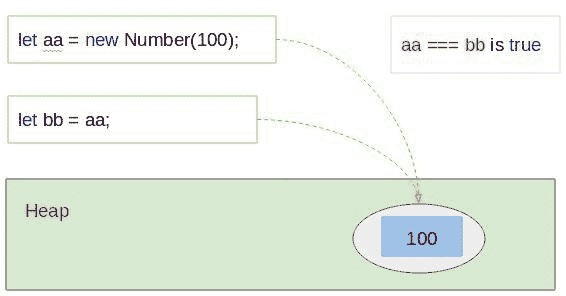 let aa = new Number(100);
aa === bb is true
let bb = aa;
Heap
100